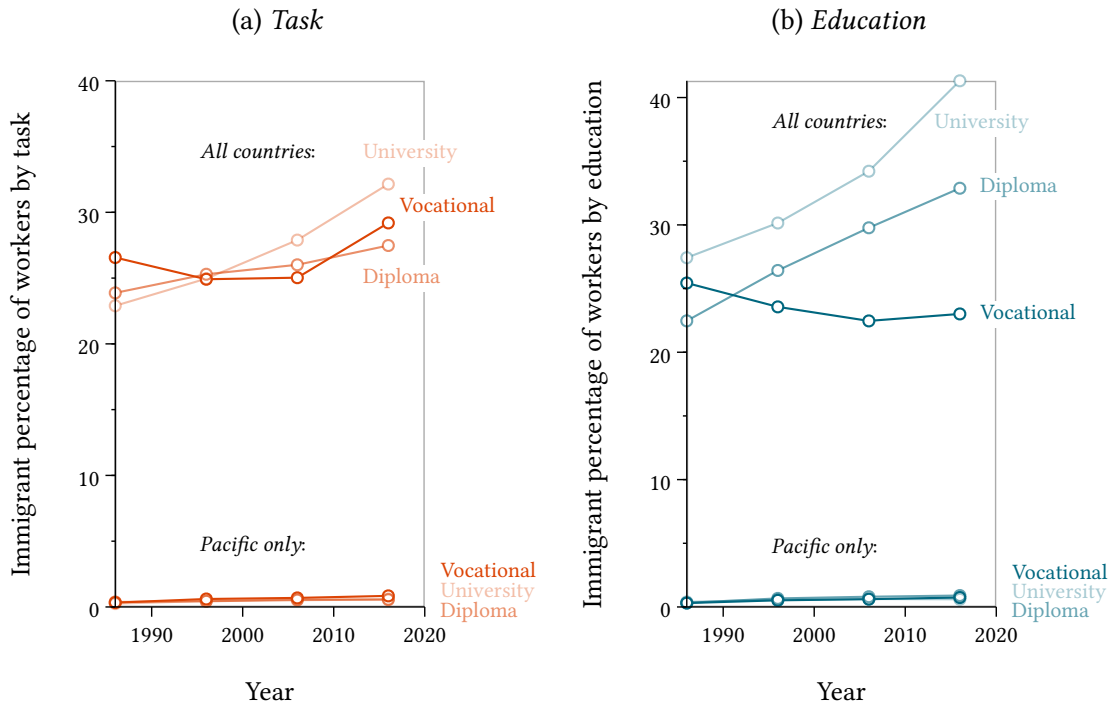 (a) Task
Immigrant percentage of workers by task
40
30
20
10
0
All countries:
University
Vocational
Diploma
Pacific only:
Vocational
University
Diploma
1990
2000
2010
2020
Year
(b) Education
Immigrant percentage of workers by education
40
30
20
10
0
All countries:
University
Diploma
Vocational
Pacific only:
Vocational
University
Diploma
1990
2000
2010
2020
Year